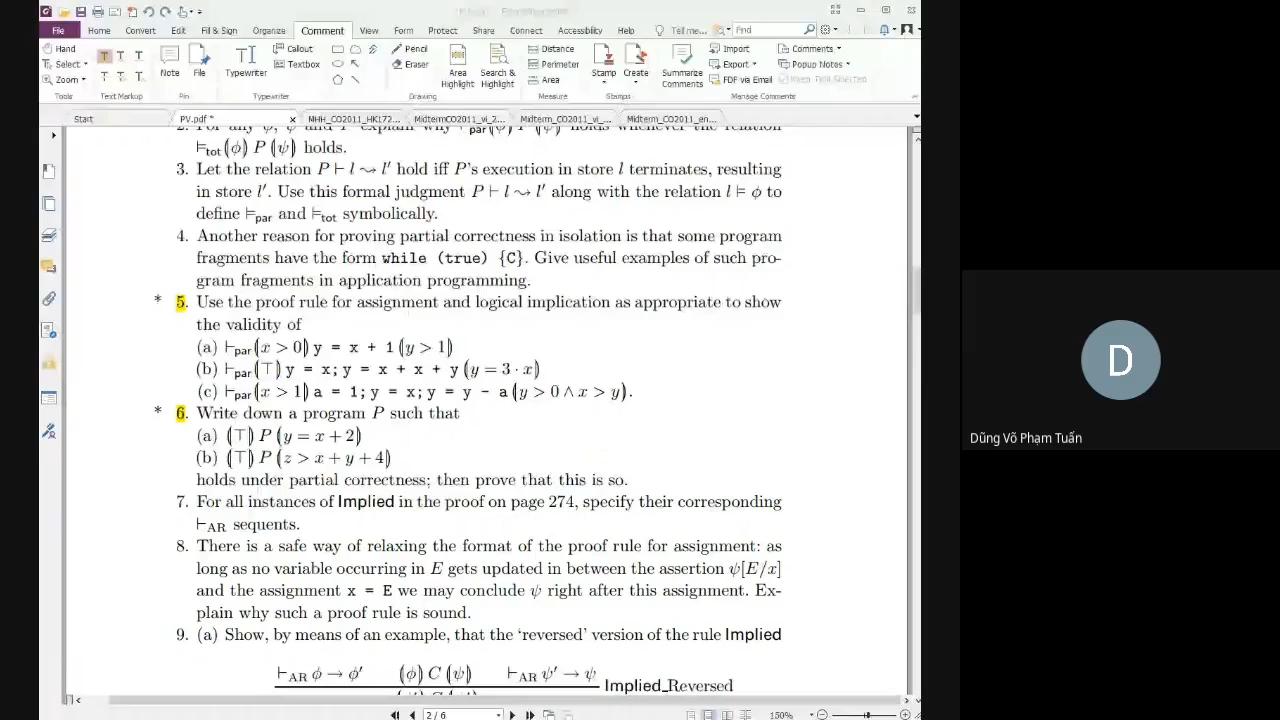 File Home Convert Edit Fill & Sign Organize Comment View Form Protect Share Connect Accessibility Help Tell me... Find
Hand
Select
Zoom
Tools
Text Markup
Note
File
Pin
Typewriter
Callout
Textbox
Typewriter
Pencil
Eraser
Drawing
Area Highlight
Search & Highlight
Distance
Perimeter
Area
Measure
Stamp
Create
Stamps
Summarize Comments
Import
Export
FDF via Email
Comments
Popup Notes
Keep Tool Selected
Manage Comments
Start PV.pdf * NHH_CO2011_HK172... MidtermCO2011_vi_2... Midterm_CO2011_vi_... Midterm_CO2011_en...
⊨tot ⦇ϕ⦈ P ⦇ψ⦈ holds.
3. Let the relation P ⊢ l ⇝ l′ hold iff P's execution in store l terminates, resulting
in store l′. Use this formal judgment P ⊢ l ⇝ l′ along with the relation l ⊨ ϕ to
define ⊨par and ⊨tot symbolically.
4. Another reason for proving partial correctness in isolation is that some program
fragments have the form while (true) {C}. Give useful examples of such pro-
gram fragments in application programming.
* 5. Use the proof rule for assignment and logical implication as appropriate to show
the validity of
(a) ⊢par ⦇x > 0⦈ y = x + 1 ⦇y > 1⦈
(b) ⊢par ⦇⊤⦈ y = x; y = x + x + y ⦇y = 3 · x⦈
(c) ⊢par ⦇x > 1⦈ a = 1; y = x; y = y - a ⦇y > 0 ∧ x > y⦈.
* 6. Write down a program P such that
(a) ⦇⊤⦈ P ⦇y = x + 2⦈
(b) ⦇⊤⦈ P ⦇z > x + y + 4⦈
holds under partial correctness; then prove that this is so.
7. For all instances of Implied in the proof on page 274, specify their corresponding
⊢AR sequents.
8. There is a safe way of relaxing the format of the proof rule for assignment: as
long as no variable occurring in E gets updated in between the assertion ψ[E/x]
and the assignment x = E we may conclude ψ right after this assignment. Ex-
plain why such a proof rule is sound.
9. (a) Show, by means of an example, that the 'reversed' version of the rule Implied
⊢AR ϕ → ϕ′ ⦇ϕ⦈ C ⦇ψ⦈ ⊢AR ψ′ → ψ
Implied_Reversed
2 / 6
150%
D
Dũng Võ Phạm Tuấn